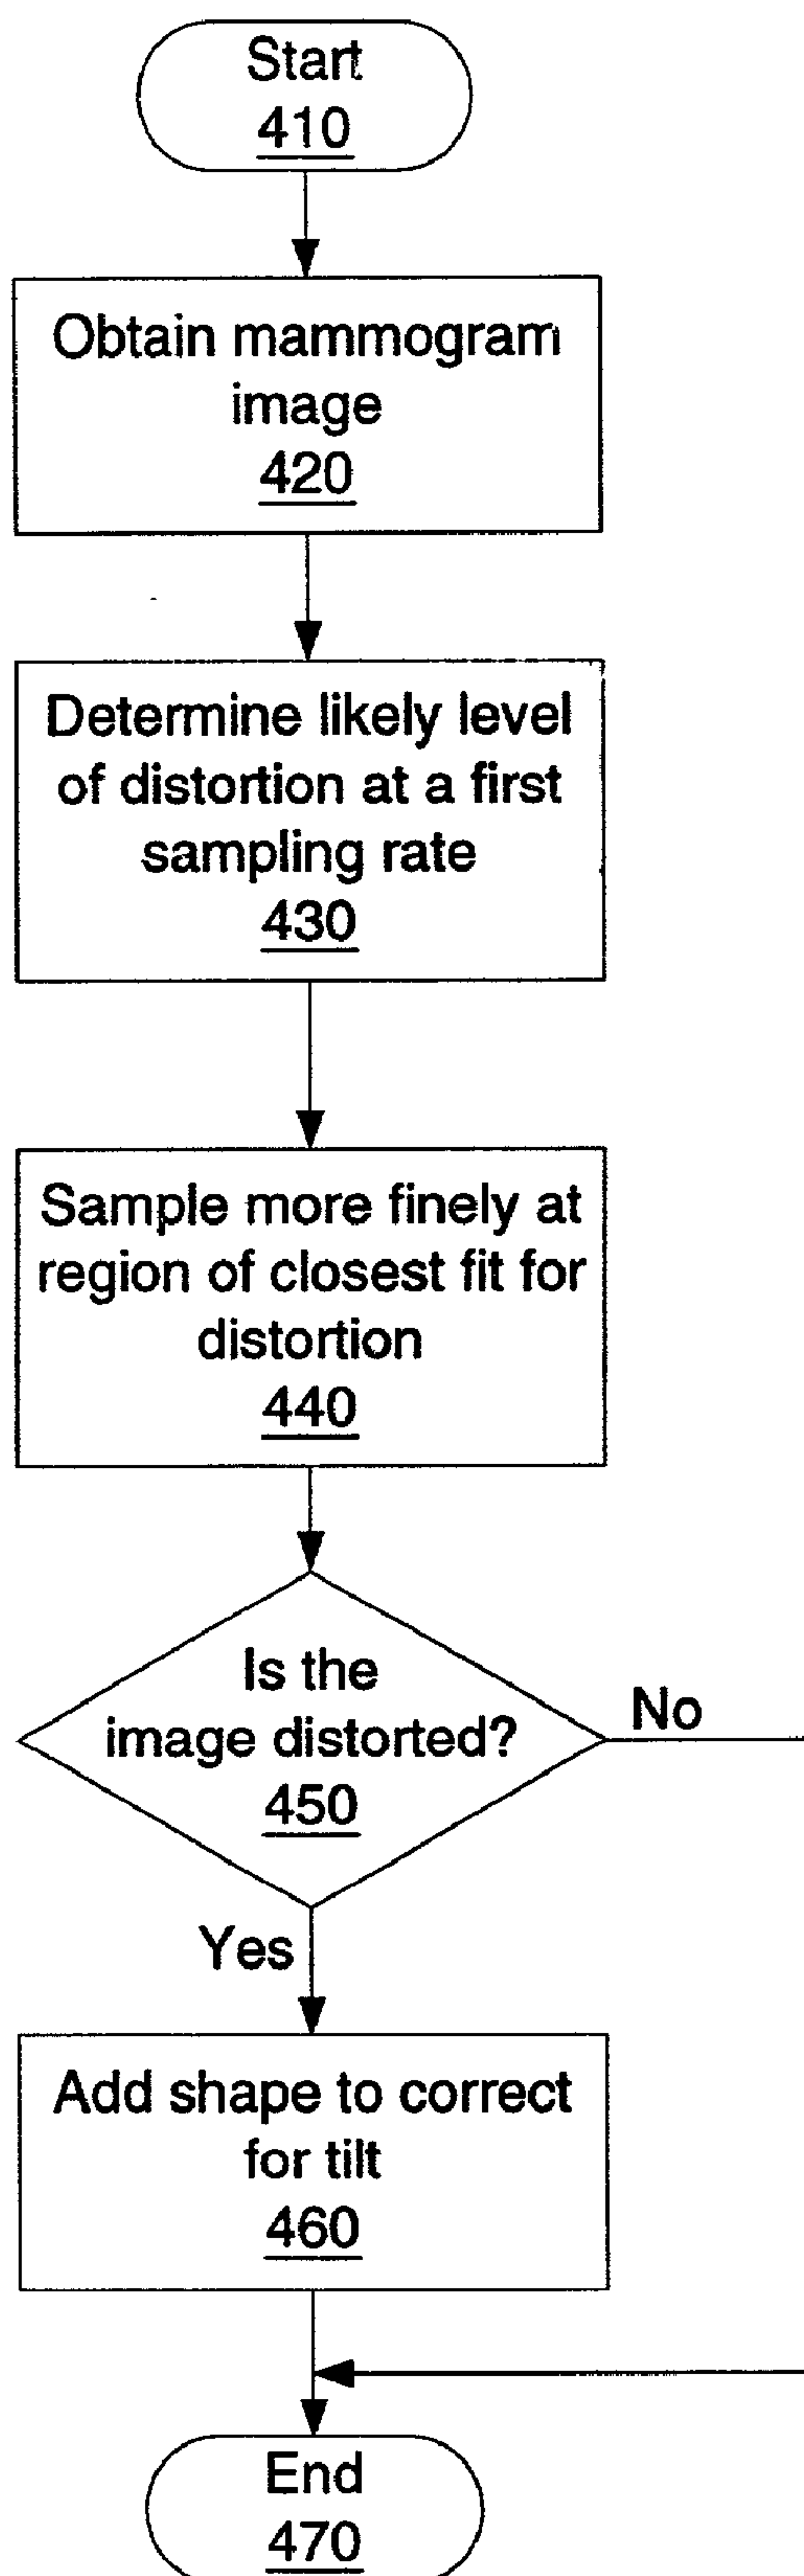 Start
410
Obtain mammogram
image
420
Determine likely level
of distortion at a first
sampling rate
430
Sample more finely at
region of closest fit for
distortion
440
Is the
image distorted?
450
No
Yes
Add shape to correct
for tilt
460
End
470